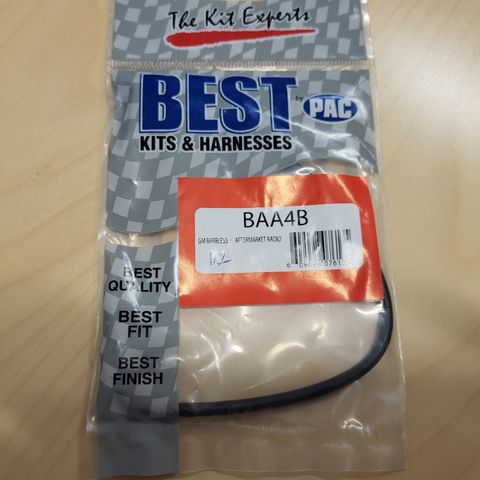 The Kit Experts
BEST
by PAC
KITS & HARNESSES
BAA4B
GM BARBLESS - AFTERMARKET RADIO/
BEST
QUALITY
BEST
FIT
BEST
FINISH